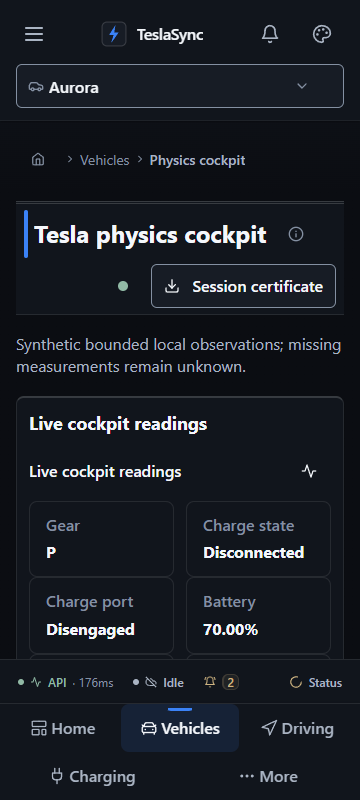 TeslaSync
Aurora
Vehicles
Physics cockpit
Tesla physics cockpit
Session certificate
Synthetic bounded local observations; missing
measurements remain unknown.
Live cockpit readings
Live cockpit readings
Gear
P
Charge state
Disconnected
Charge port
Disengaged
Battery
70.00%
API · 176ms
Idle
2
Status
Home
Vehicles
Driving
Charging
More